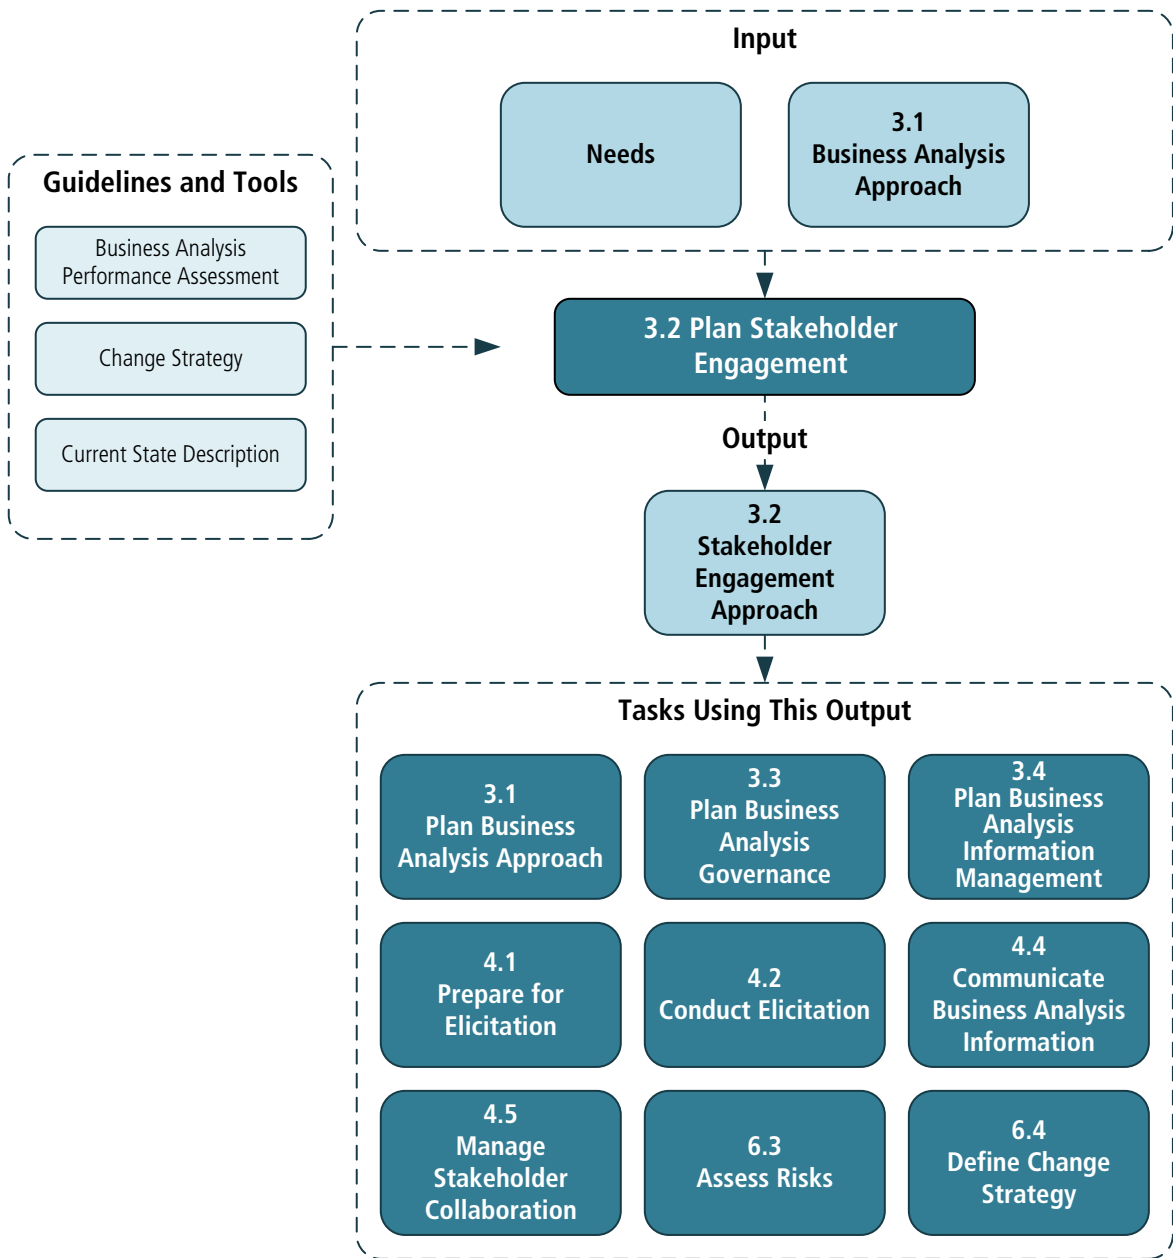 Input
Needs
3.1
Business Analysis
Approach
Guidelines and Tools
Business Analysis
Performance Assessment
Change Strategy
Current State Description
3.2 Plan Stakeholder
Engagement
Output
3.2
Stakeholder
Engagement
Approach
Tasks Using This Output
3.1
Plan Business
Analysis Approach
3.3
Plan Business
Analysis
Governance
3.4
Plan Business
Analysis
Information
Management
4.1
Prepare for
Elicitation
4.2
Conduct Elicitation
4.4
Communicate
Business Analysis
Information
4.5
Manage
Stakeholder
Collaboration
6.3
Assess Risks
6.4
Define Change
Strategy